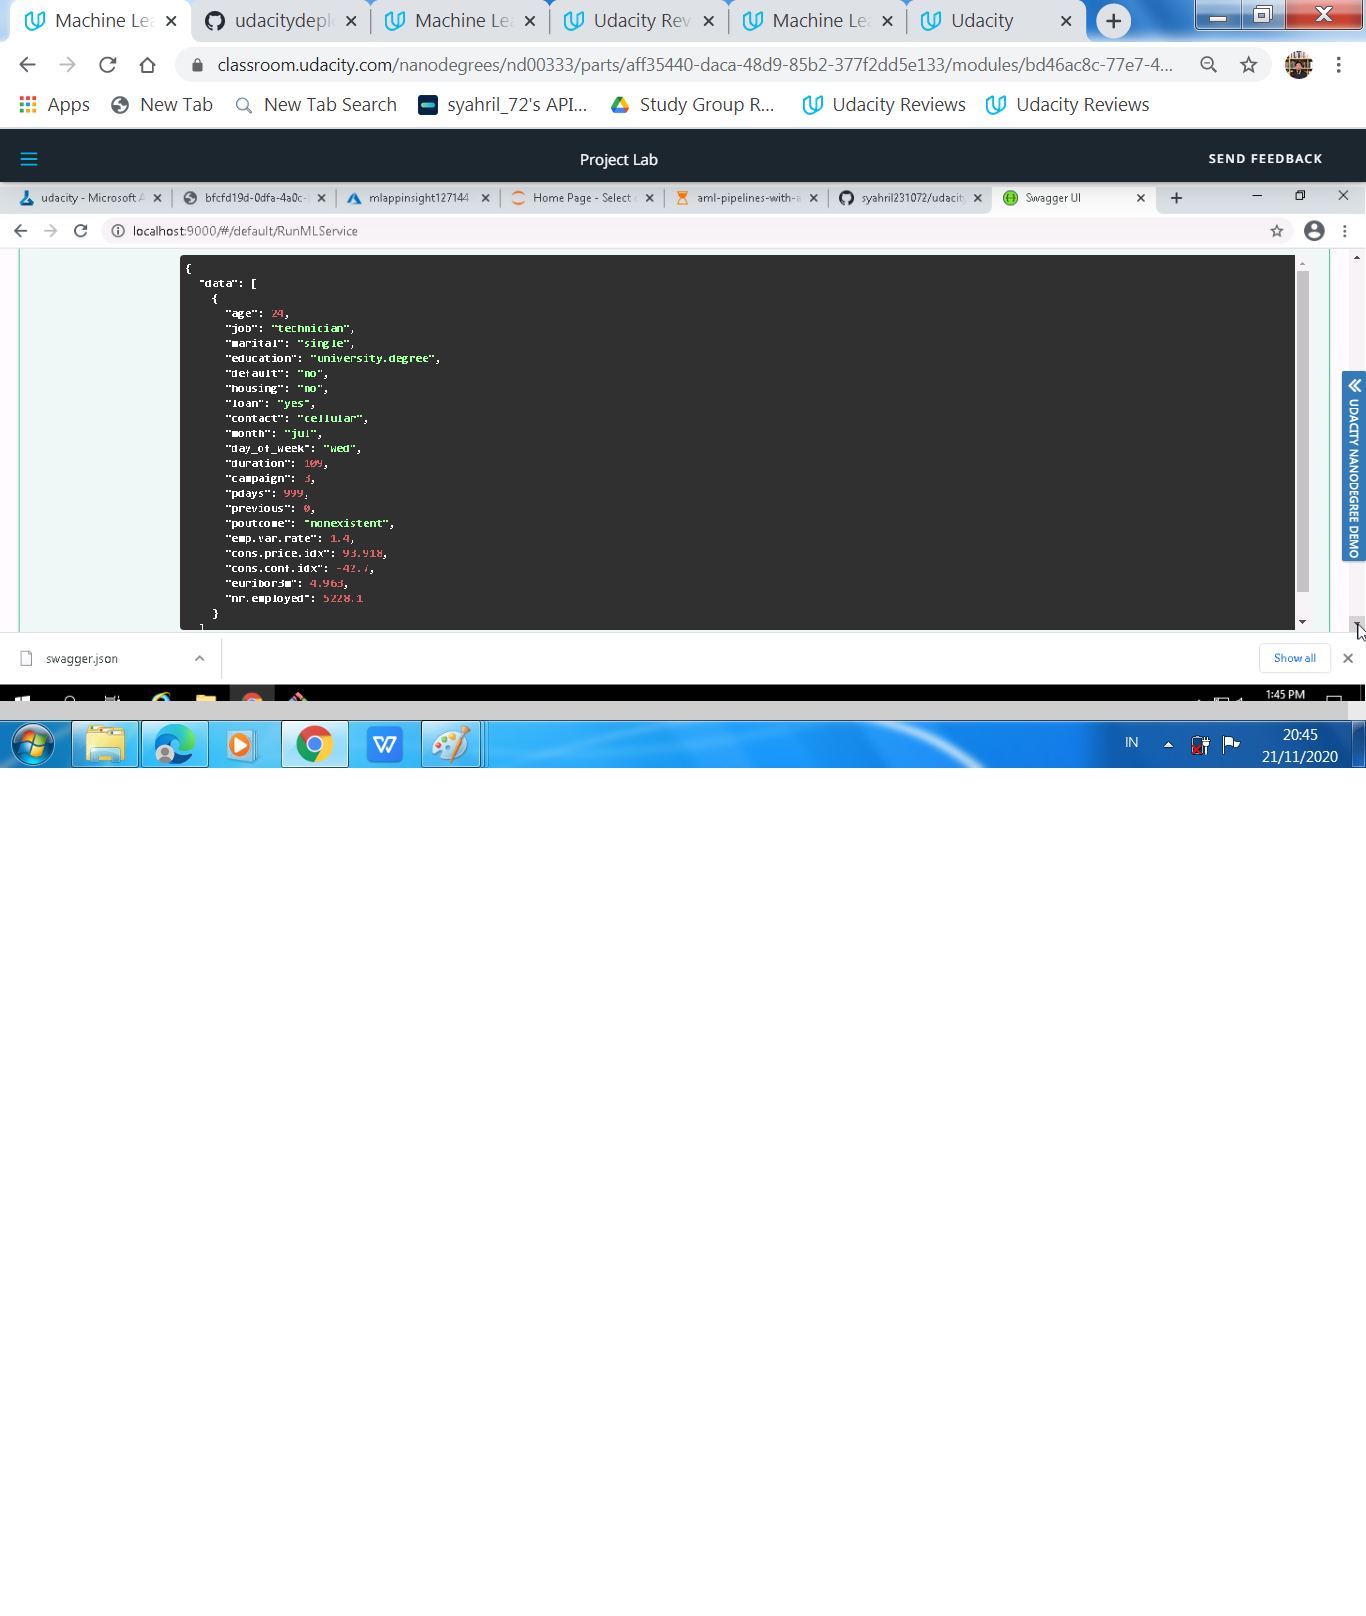 Machine Lea udacitydeplo Machine Lea Udacity Rev Machine Lea Udacity
classroom.udacity.com/nanodegrees/nd00333/parts/aff35440-daca-48d9-85b2-377f2dd5e133/modules/bd46ac8c-77e7-4...
Apps New Tab New Tab Search syahril_72's API... Study Group R... Udacity Reviews Udacity Reviews
Project Lab SEND FEEDBACK
udacity - Microsoft A bfcfd19d-0dfa-4a0c- mlappinsight127144 Home Page - Select aml-pipelines-with-a syahril231072/udacity Swagger UI
localhost:9000/#/default/RunMLService
{
"data": [
{
"age": 24,
"job": "technician",
"marital": "single",
"education": "university.degree",
"default": "no",
"housing": "no",
"loan": "yes",
"contact": "cellular",
"month": "jul",
"day_of_week": "wed",
"duration": 109,
"campaign": 3,
"pdays": 999,
"previous": 0,
"poutcome": "nonexistent",
"emp.var.rate": 1.4,
"cons.price.idx": 93.918,
"cons.conf.idx": -42.7,
"euribor3m": 4.963,
"nr.employed": 5228.1
}
]
UDACITY NANODEGREE DEMO
swagger.json Show all
1:45 PM
IN 20:45
21/11/2020